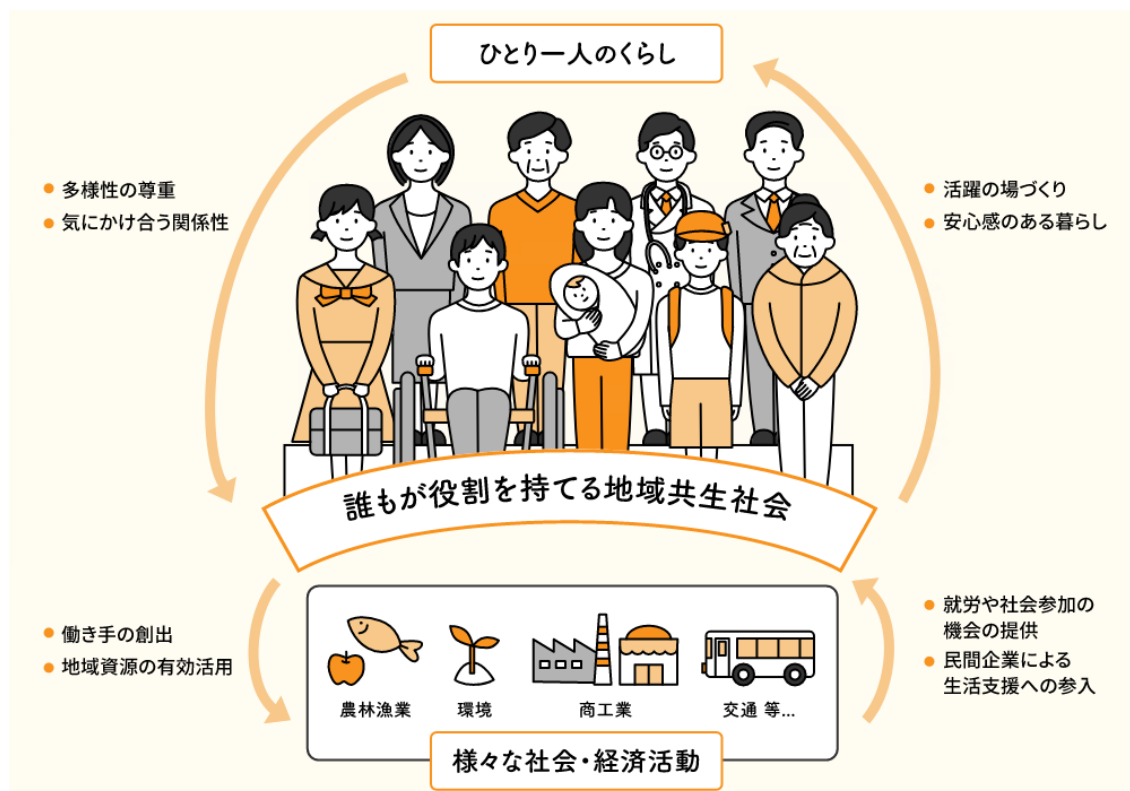 ひとり一人のくらし
● 多様性の尊重
● 気にかけ合う関係性
● 活躍の場づくり
● 安心感のある暮らし
誰もが役割を持てる地域共生社会
● 働き手の創出
● 地域資源の有効活用
● 就労や社会参加の
機会の提供
● 民間企業による
生活支援への参入
農林漁業
環境
商工業
交通 等...
様々な社会・経済活動